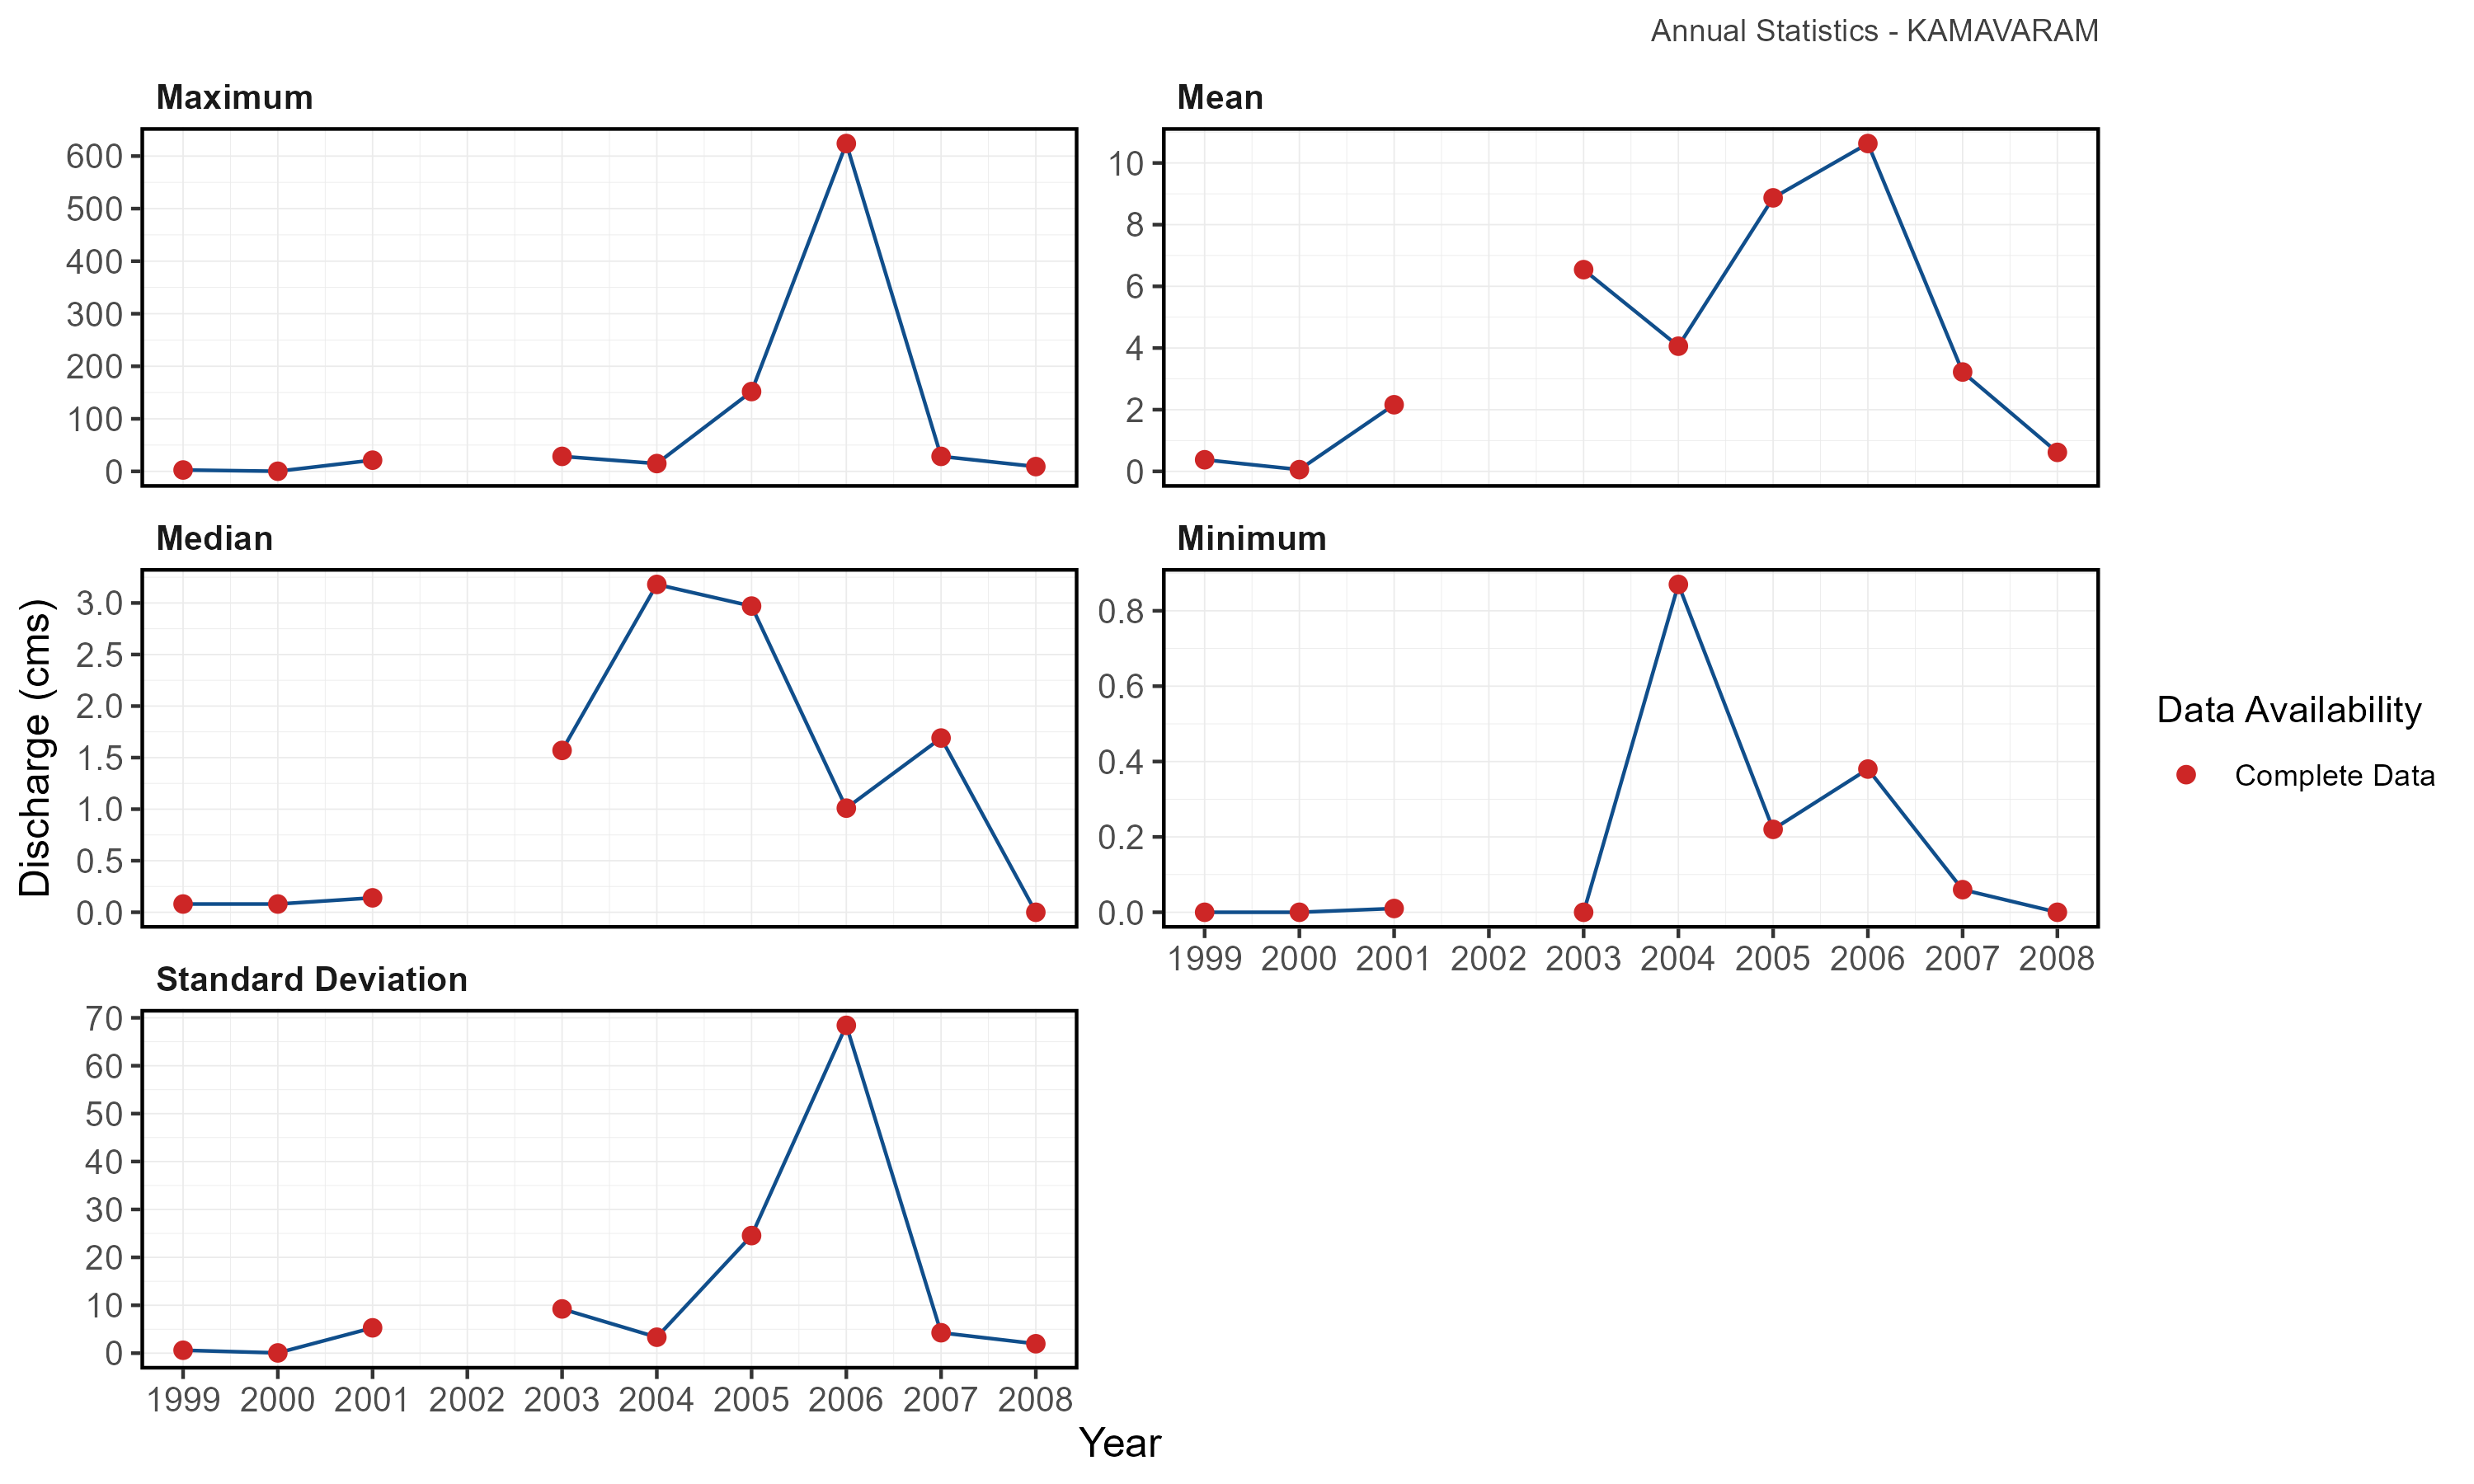 Annual Statistics - KAMAVARAM
Maximum
600
500
400
300
200
100
0
Mean
10
8
6
4
2
0
Median
3.0
2.5
2.0
1.5
1.0
0.5
0.0
Minimum
0.8
0.6
0.4
0.2
0.0
1999 2000 2001 2002 2003 2004 2005 2006 2007 2008
Standard Deviation
70
60
50
40
30
20
10
0
1999 2000 2001 2002 2003 2004 2005 2006 2007 2008
Discharge (cms)
Year
Data Availability
Complete Data